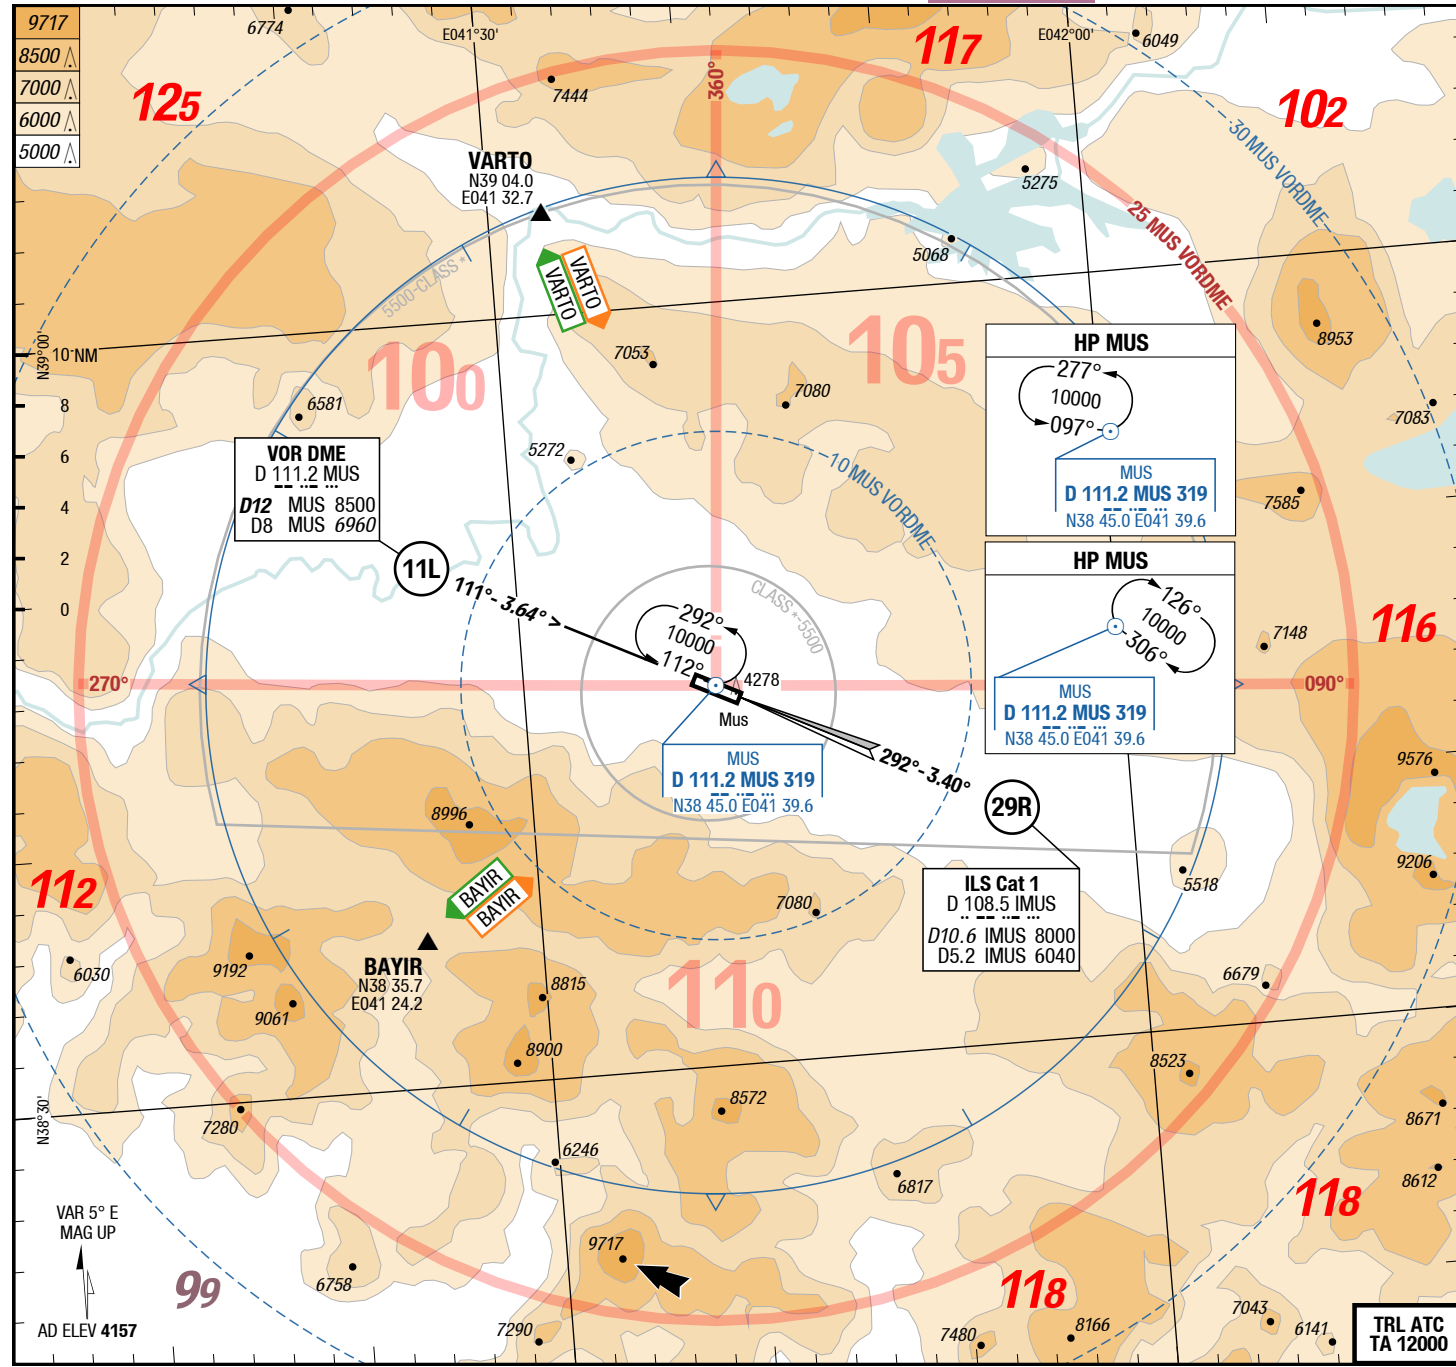 9717
8500
7000
6000
5000
6774
E041°30'
E042°00'
6049
125
117
102
7444
360°
30 MUS VORDME
VARTO
N39 04.0
E041 32.7
5275
25 MUS VORDME
5068
5500-CLASS *
VARTO
VARTO
N39°00'
10 NM
8
6
4
2
0
100
105
7053
7080
6581
5272
8953
7083
7585
HP MUS
277°
10000
097°
MUS
D 111.2 MUS 319
N38 45.0 E041 39.6
VOR DME
D 111.2 MUS
D12 MUS 8500
D8 MUS 6960
10 MUS VORDME
11L
111°- 3.64° >
CLASS *-5500
292°
10000
112°
HP MUS
126°
10000
306°
MUS
D 111.2 MUS 319
N38 45.0 E041 39.6
7148
116
270°
090°
4278
Mus
MUS
D 111.2 MUS 319
N38 45.0 E041 39.6
292°-3.40°
29R
9576
8996
9206
112
BAYIR
BAYIR
7080
5518
ILS Cat 1
D 108.5 IMUS
D10.6 IMUS 8000
D5.2 IMUS 6040
BAYIR
N38 35.7
E041 24.2
6030
9192
9061
8815
8900
110
6679
8523
8572
N38°30'
7280
8671
6246
6817
8612
118
VAR 5° E
MAG UP
AD ELEV 4157
99
6758
9717
118
7290
7480
8166
7043
6141
TRL ATC
TA 12000